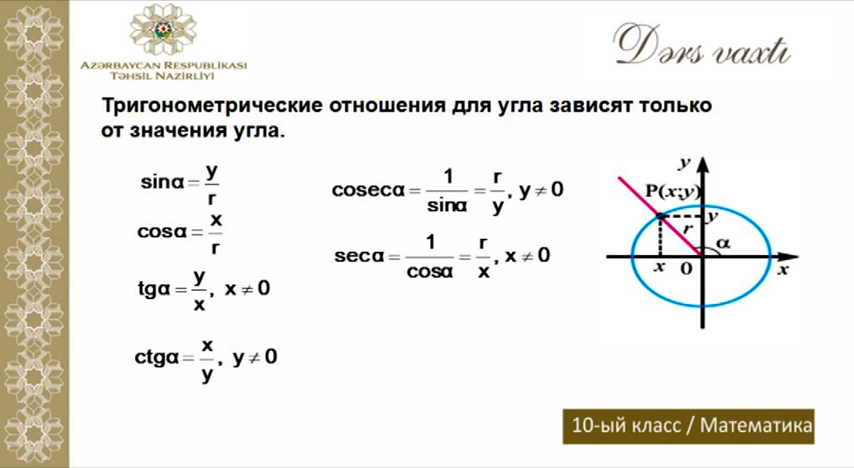 AZƏRBAYCAN RESPUBLİKASI
TƏHSİL NAZİRLİYİ
Dərs vaxtı
Тригонометрические отношения для угла зависят только
от значения угла.
sinα = y/r
cosα = x/r
tgα = y/x, x ≠ 0
ctgα = x/y, y ≠ 0
cosecα = 1/sinα = r/y, y ≠ 0
secα = 1/cosα = r/x, x ≠ 0
y
P(x;y)
y
r
α
x
0
x
10-ый класс / Математика